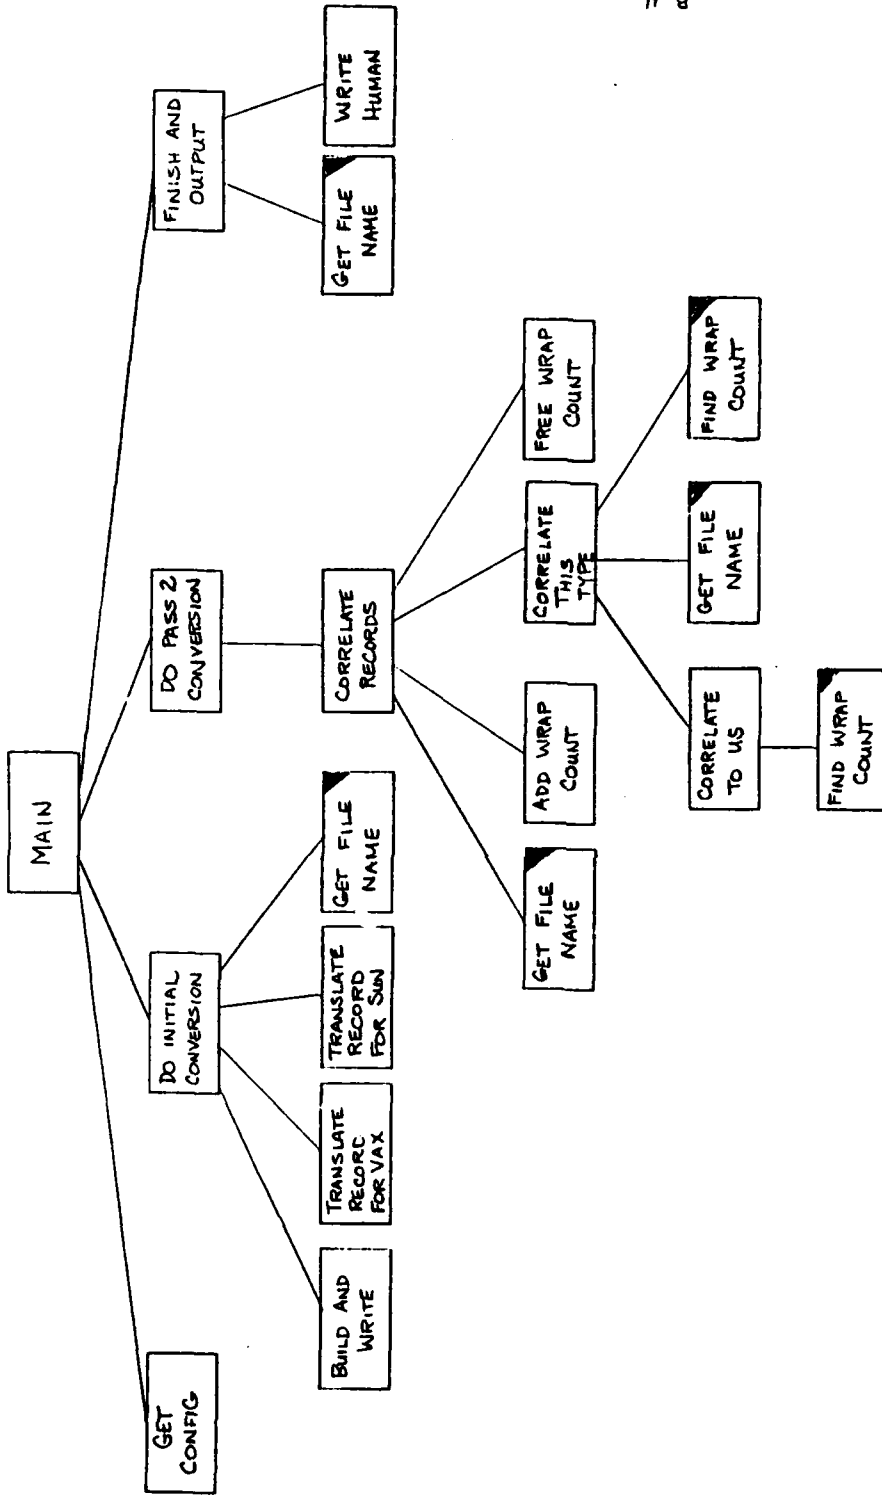 MAIN
GET
CONFIG
DO INITIAL
CONVERSION
DO PASS 2
CONVERSION
FINISH AND
OUTPUT
BUILD AND
WRITE
TRANSLATE
RECORD
FOR VAX
TRANSLATE
RECORD
FOR SUN
GET FILE
NAME
CORRELATE
RECORDS
GET FILE
NAME
WRITE
HUMAN
GET FILE
NAME
ADD WRAP
COUNT
CORRELATE
THIS
TYPE
FREE WRAP
COUNT
CORRELATE
TO US
GET FILE
NAME
FIND WRAP
COUNT
FIND WRAP
COUNT